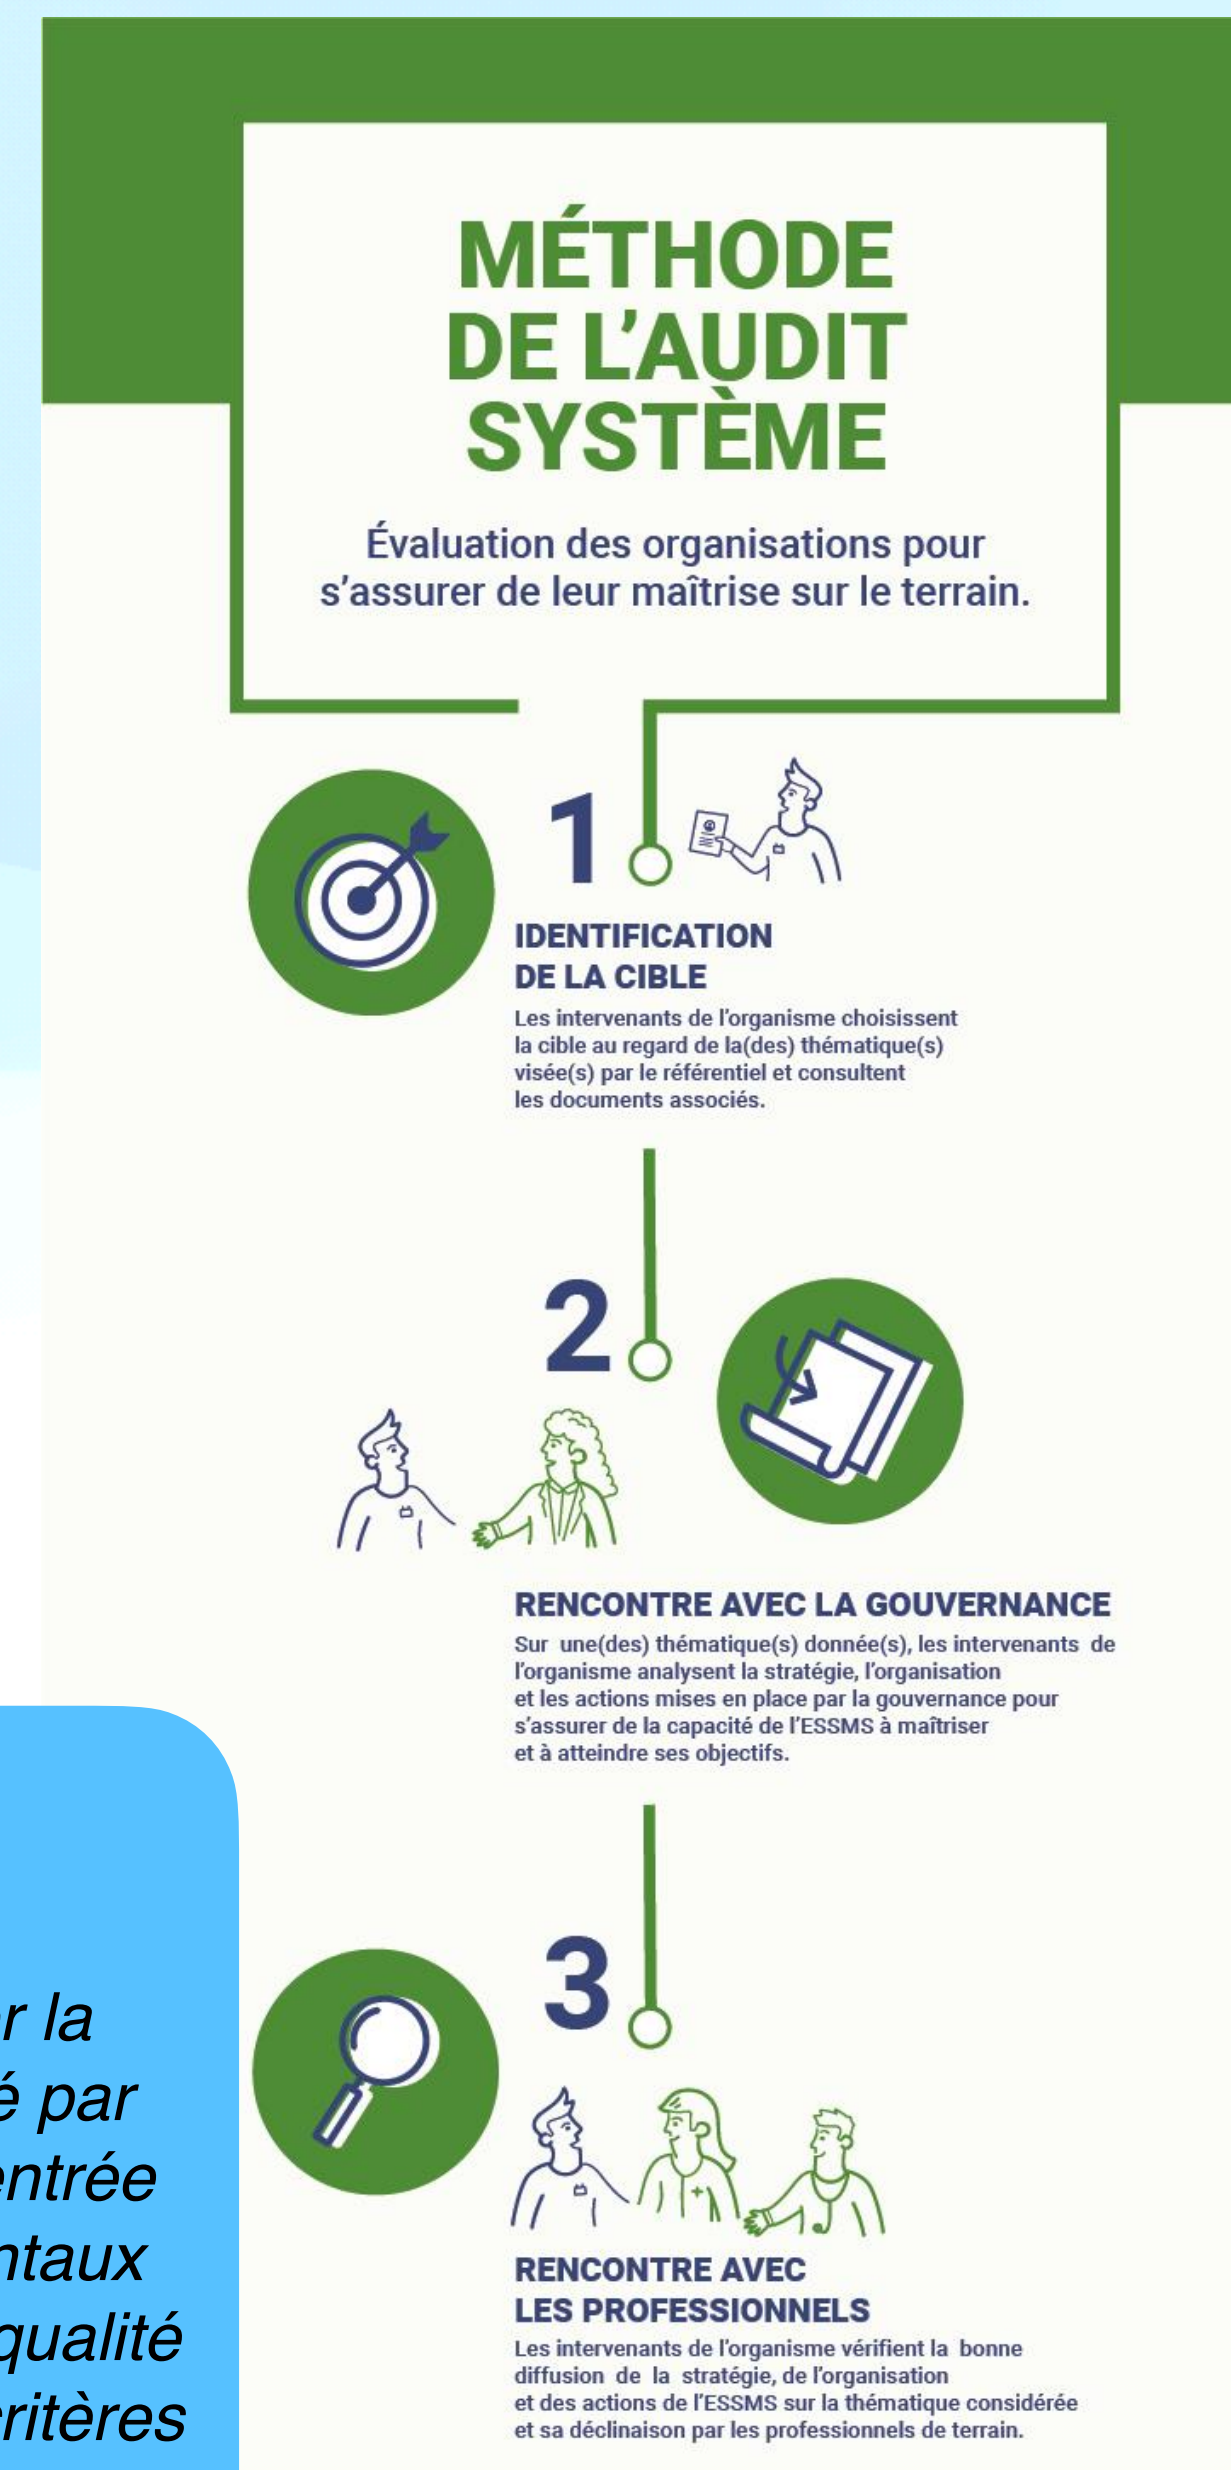 MÉTHODE
DE L'AUDIT
SYSTÈME
Évaluation des organisations pour
s'assurer de leur maîtrise sur le terrain.
1
IDENTIFICATION
DE LA CIBLE
Les intervenants de l'organisme choisissent
la cible au regard de la(des) thématique(s)
visée(s) par le référentiel et consultent
les documents associés.
2
RENCONTRE AVEC LA GOUVERNANCE
Sur une(des) thématique(s) donnée(s), les intervenants de
l'organisme analysent la stratégie, l'organisation
et les actions mises en place par la gouvernance pour
s'assurer de la capacité de l'ESSMS à maîtriser
et à atteindre ses objectifs.
3
RENCONTRE AVEC
LES PROFESSIONNELS
Les intervenants de l'organisme vérifient la bonne
diffusion de la stratégie, de l'organisation
et des actions de l'ESSMS sur la thématique considérée
et sa déclinaison par les professionnels de terrain.
la
par
qualité